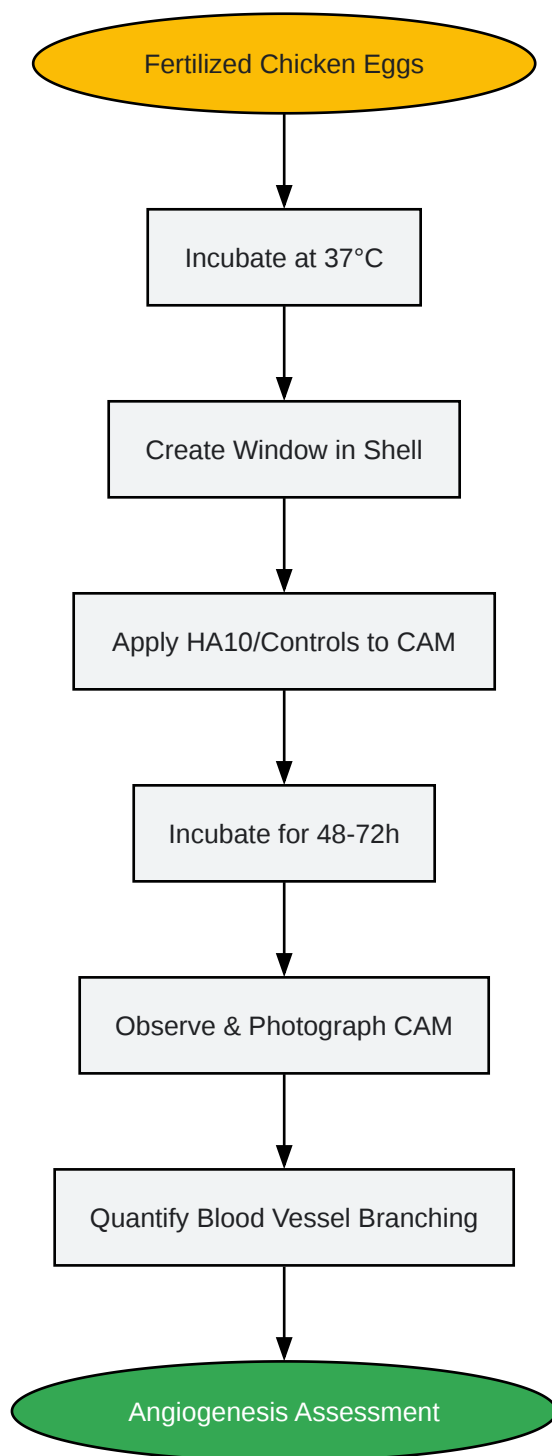 Fertilized Chicken Eggs
Incubate at 37°C
Create Window in Shell
Apply HA10/Controls to CAM
Incubate for 48-72h
Observe & Photograph CAM
Quantify Blood Vessel Branching
Angiogenesis Assessment